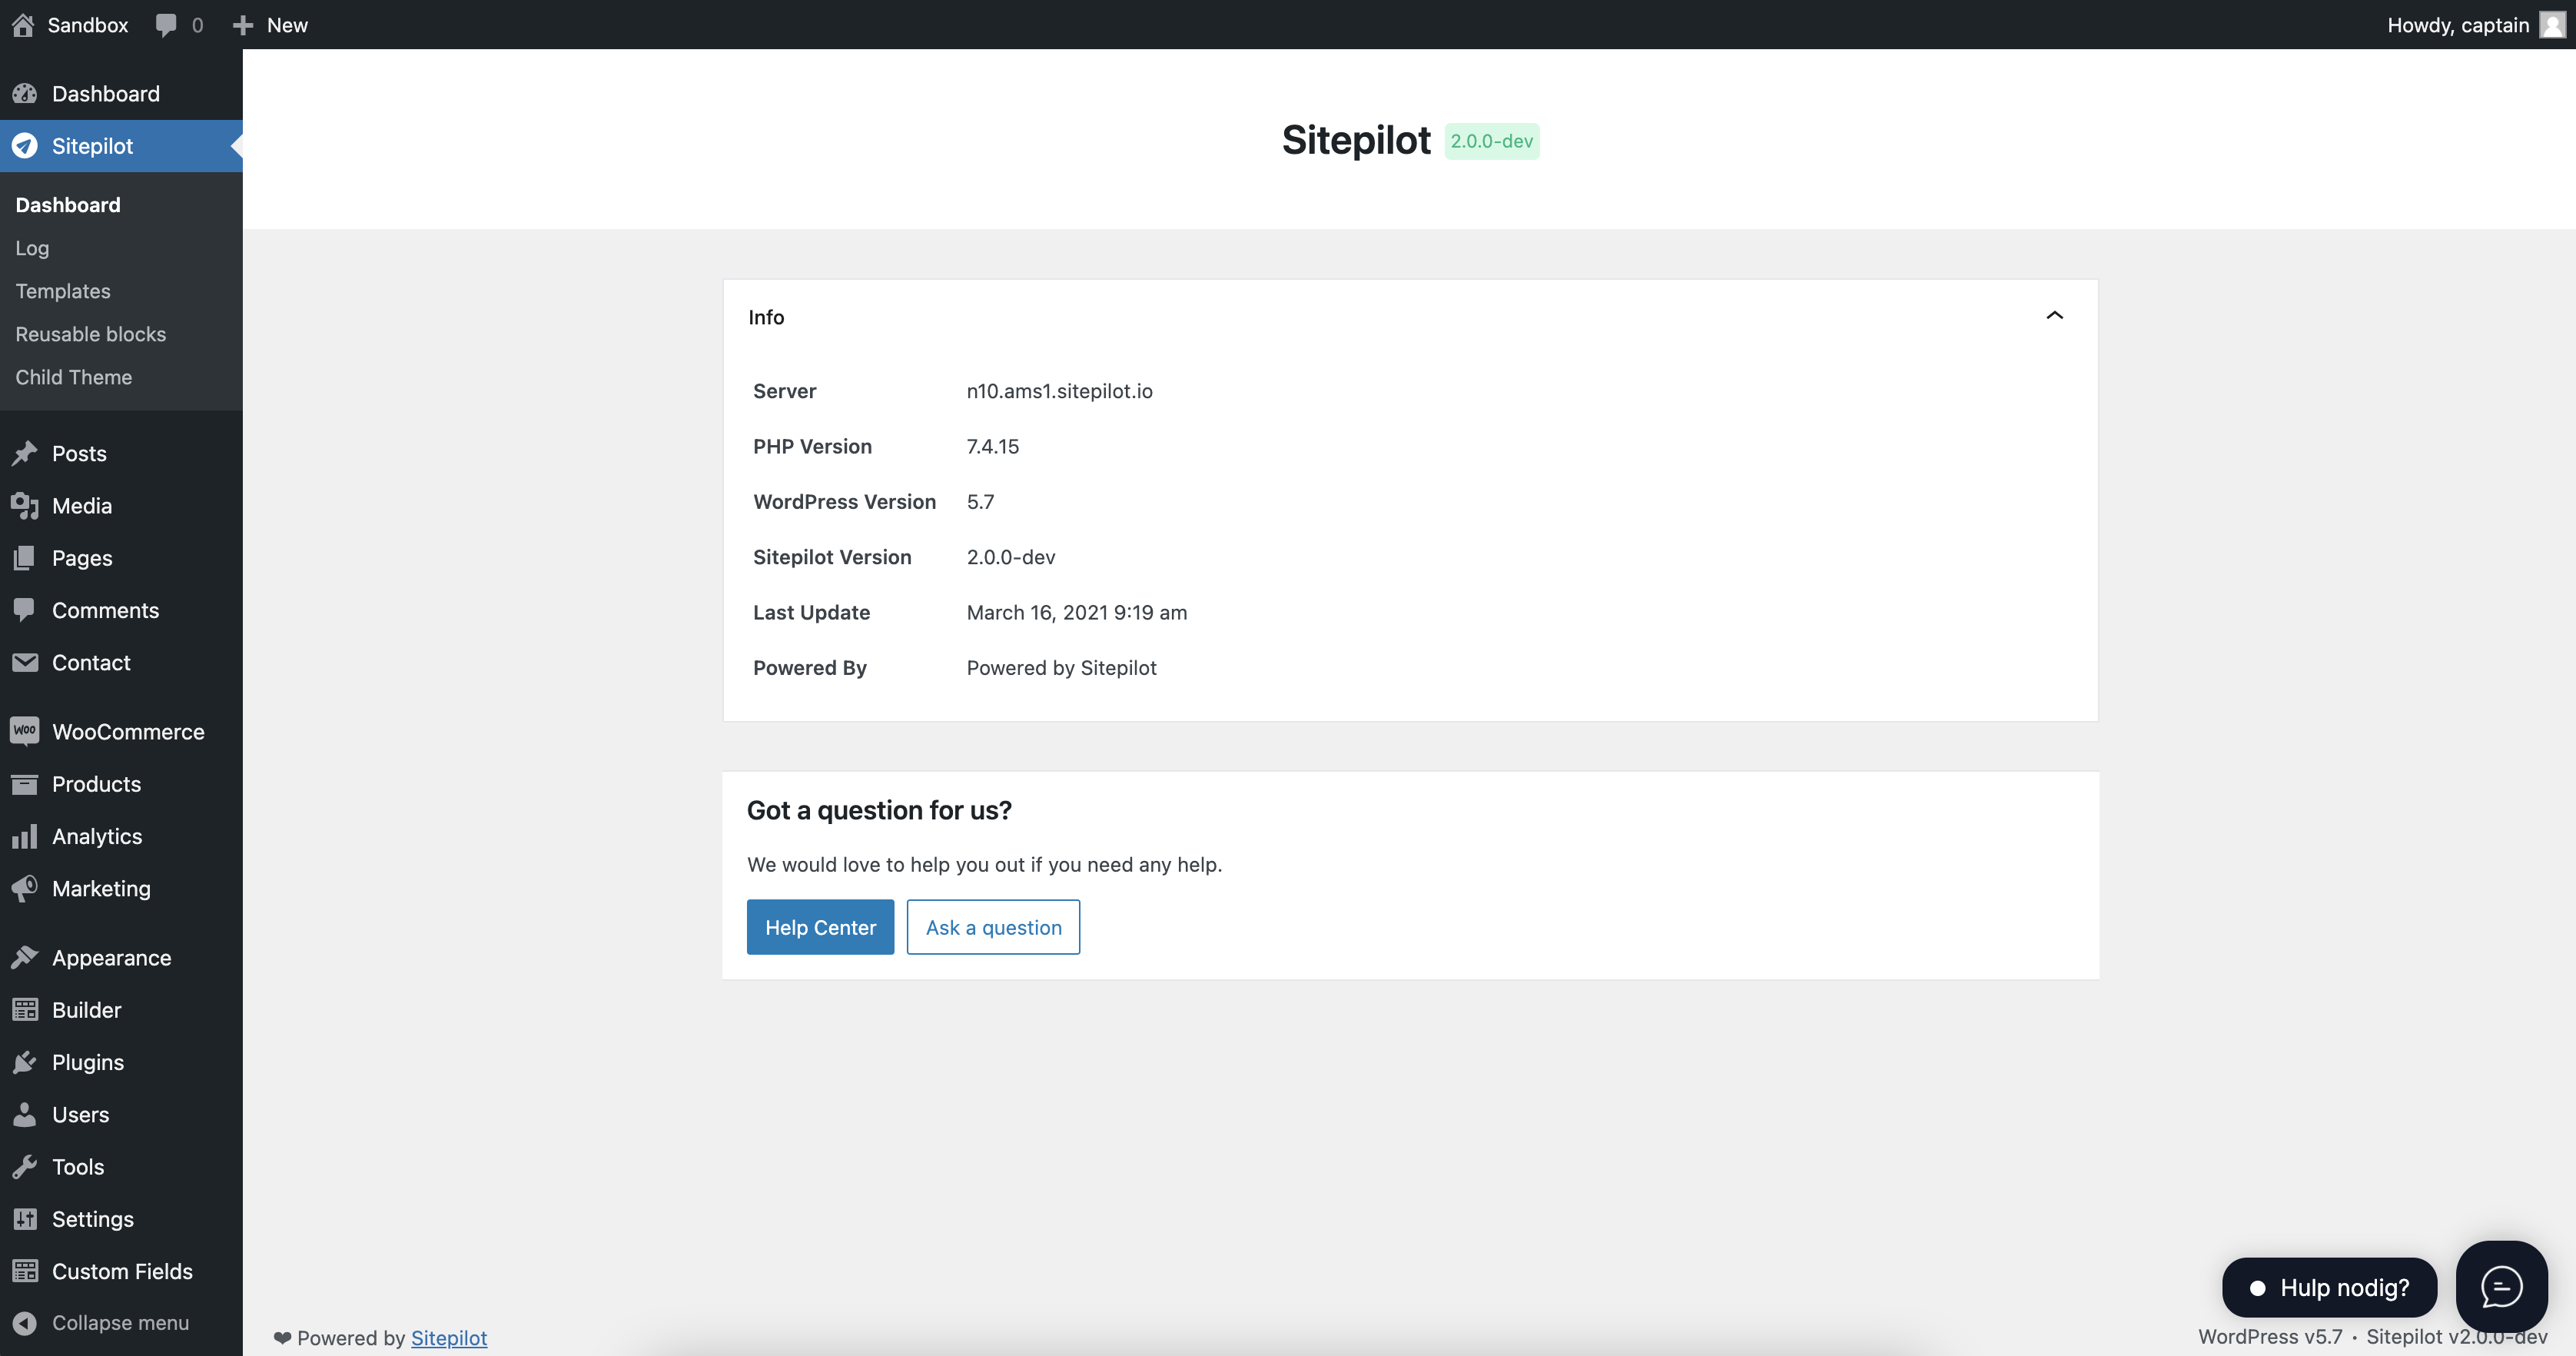 Sandbox 0 New
Howdy, captain
Dashboard
Sitepilot
Dashboard
Log
Templates
Reusable blocks
Child Theme
Posts
Media
Pages
Comments
Contact
Woo WooCommerce
Products
Analytics
Marketing
Appearance
Builder
Plugins
Users
Tools
Settings
Custom Fields
Collapse menu
Sitepilot 2.0.0-dev
Info
Server n10.ams1.sitepilot.io
PHP Version 7.4.15
WordPress Version 5.7
Sitepilot Version 2.0.0-dev
Last Update March 16, 2021 9:19 am
Powered By Powered by Sitepilot
Got a question for us?
We would love to help you out if you need any help.
Help Center Ask a question
Hulp nodig?
❤ Powered by Sitepilot
WordPress v5.7 • Sitepilot v2.0.0-dev